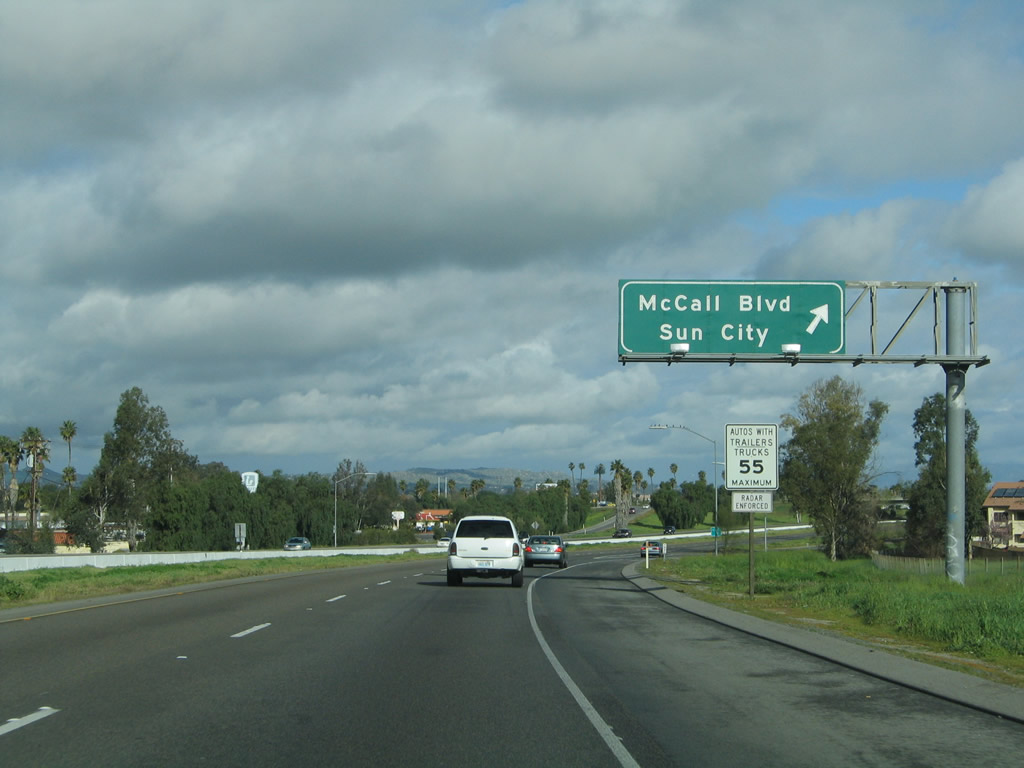 McCall Blvd
Sun City
AUTOS WITH
TRAILERS
TRUCKS
55
MAXIMUM
RADAR
ENFORCED